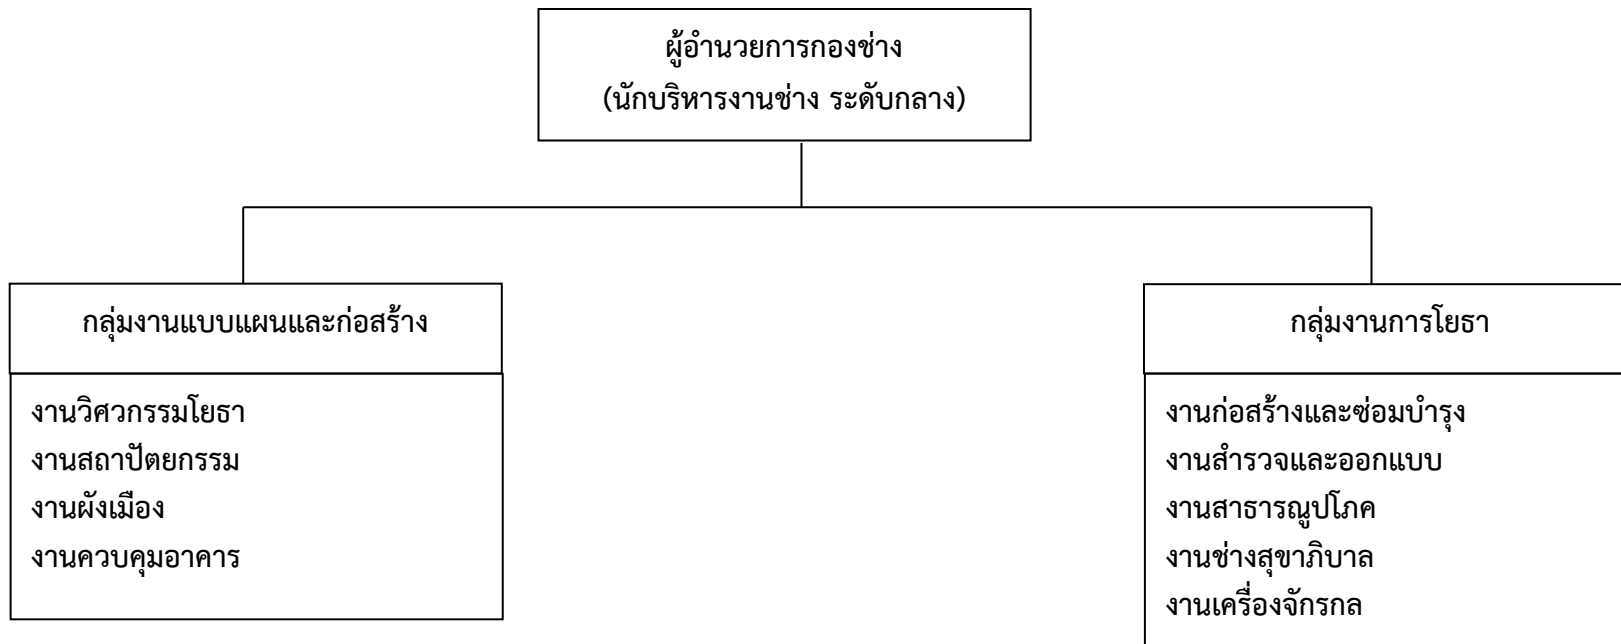 ผู้อำนวยการกองช่าง
(นักบริหารงานช่าง ระดับกลาง)
กลุ่มงานแบบแผนและก่อสร้าง
งานวิศวกรรมโยธา
งานสถาปัตยกรรม
งานผังเมือง
งานควบคุมอาคาร
กลุ่มงานการโยธา
งานก่อสร้างและซ่อมบำรุง
งานสำรวจและออกแบบ
งานสาธารณูปโภค
งานช่างสุขาภิบาล
งานเครื่องจักรกล